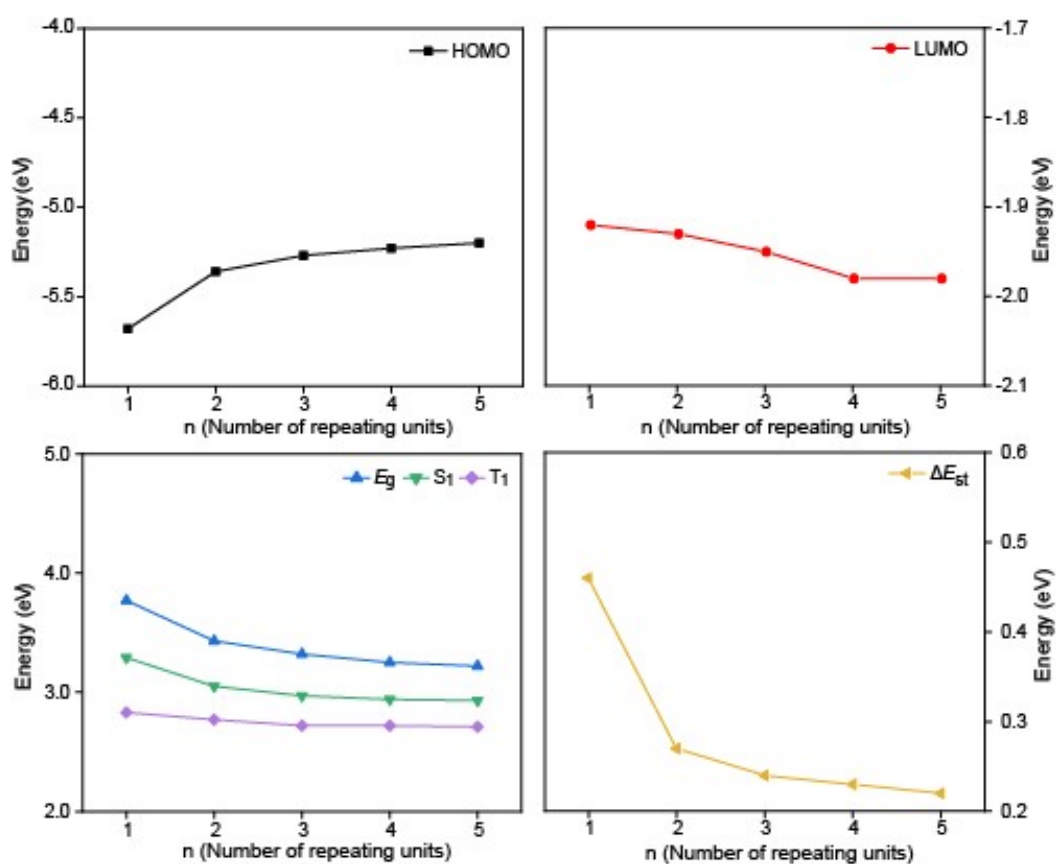 -4.0
-4.5
-5.0
-5.5
-6.0
Energy (eV)
HOMO
1 2 3 4 5
n (Number of repeating units)
LUMO
-1.7
-1.8
-1.9
-2.0
-2.1
Energy (eV)
1 2 3 4 5
n (Number of repeating units)
5.0
4.0
3.0
2.0
Energy (eV)
Eg S1 T1
1 2 3 4 5
n (Number of repeating units)
ΔEst
0.6
0.5
0.4
0.3
0.2
Energy (eV)
1 2 3 4 5
n (Number of repeating units)